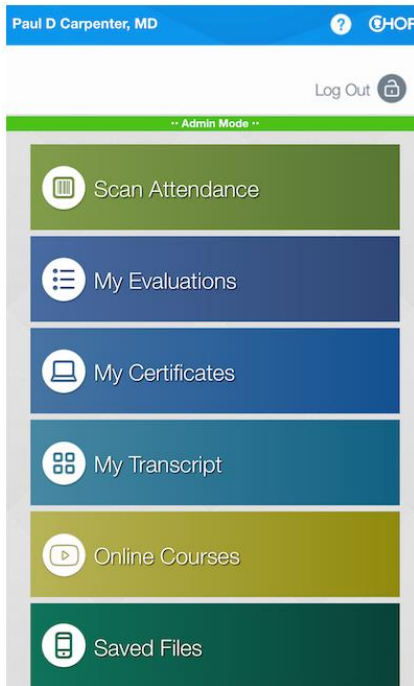 Paul D Carpenter, MD
?
CHOP
Log Out
•• Admin Mode ••
Scan Attendance
My Evaluations
My Certificates
My Transcript
Online Courses
Saved Files